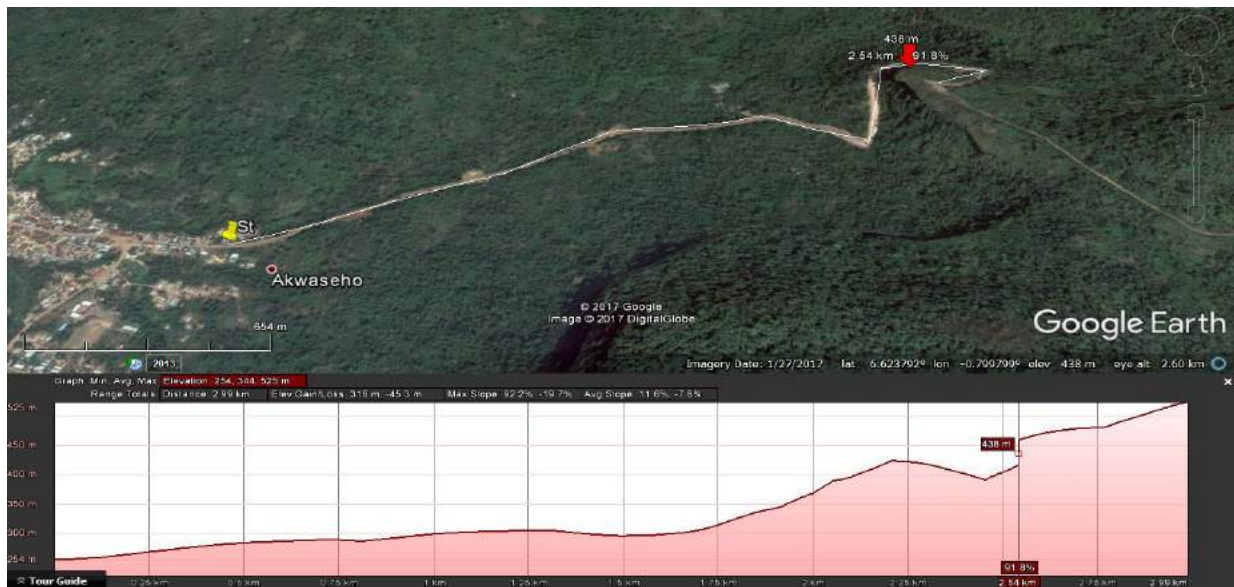 438 m
2.54 km 91.8%
St
Akwaseho
654 m
© 2017 Google
Image © 2017 DigitalGlobe
Google Earth
2013
Imagery Date: 1/27/2017 lat 6.623792° lon -0.799799° elev 438 m eye alt 2.60 km
Graph: Min, Avg, Max Elevation: 254, 344, 525 m
Range Totals: Distance: 2.99 km Elev Gain/Loss: 316 m, -45.3 m Max Slope: 92.2%, -19.7% Avg Slope: 11.6%, -7.6%
525 m
450 m
438 m
400 m
350 m
300 m
254 m
91.8%
Tour Guide 0.25 km 0.5 km 0.75 km 1 km 1.25 km 1.5 km 1.75 km 2 km 2.25 km 2.54 km 2.75 km 2.99 km